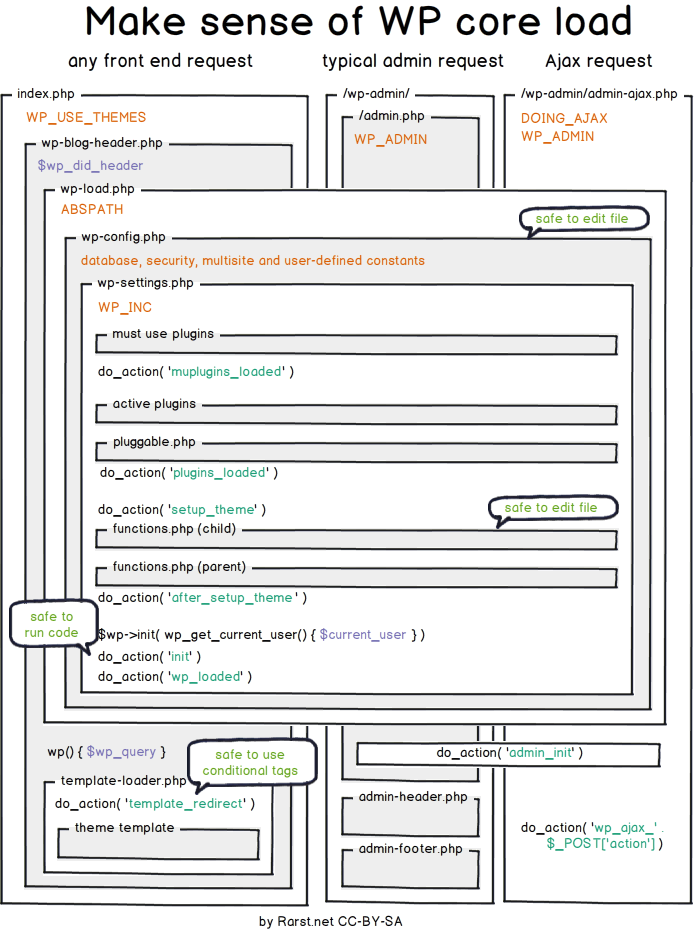 Make sense of WP core load
any front end request
typical admin request
Ajax request
index.php
/wp-admin/
/wp-admin/admin-ajax.php
WP_USE_THEMES
/admin.php
DOING_AJAX
WP_ADMIN
WP_ADMIN
wp-blog-header.php
$wp_did_header
wp-load.php
ABSPATH
safe to edit file
wp-config.php
database, security, multisite and user-defined constants
wp-settings.php
WP_INC
must use plugins
do_action( 'muplugins_loaded' )
active plugins
pluggable.php
do_action( 'plugins_loaded' )
do_action( 'setup_theme' )
safe to edit file
functions.php (child)
functions.php (parent)
do_action( 'after_setup_theme' )
safe to
run code
$wp->init( wp_get_current_user() { $current_user } )
do_action( 'init' )
do_action( 'wp_loaded' )
wp() { $wp_query }
safe to use
conditional tags
do_action( 'admin_init' )
template-loader.php
do_action( 'template_redirect' )
theme template
admin-header.php
admin-footer.php
do_action( 'wp_ajax_' .
$_POST['action'] )
by Rarst.net CC-BY-SA